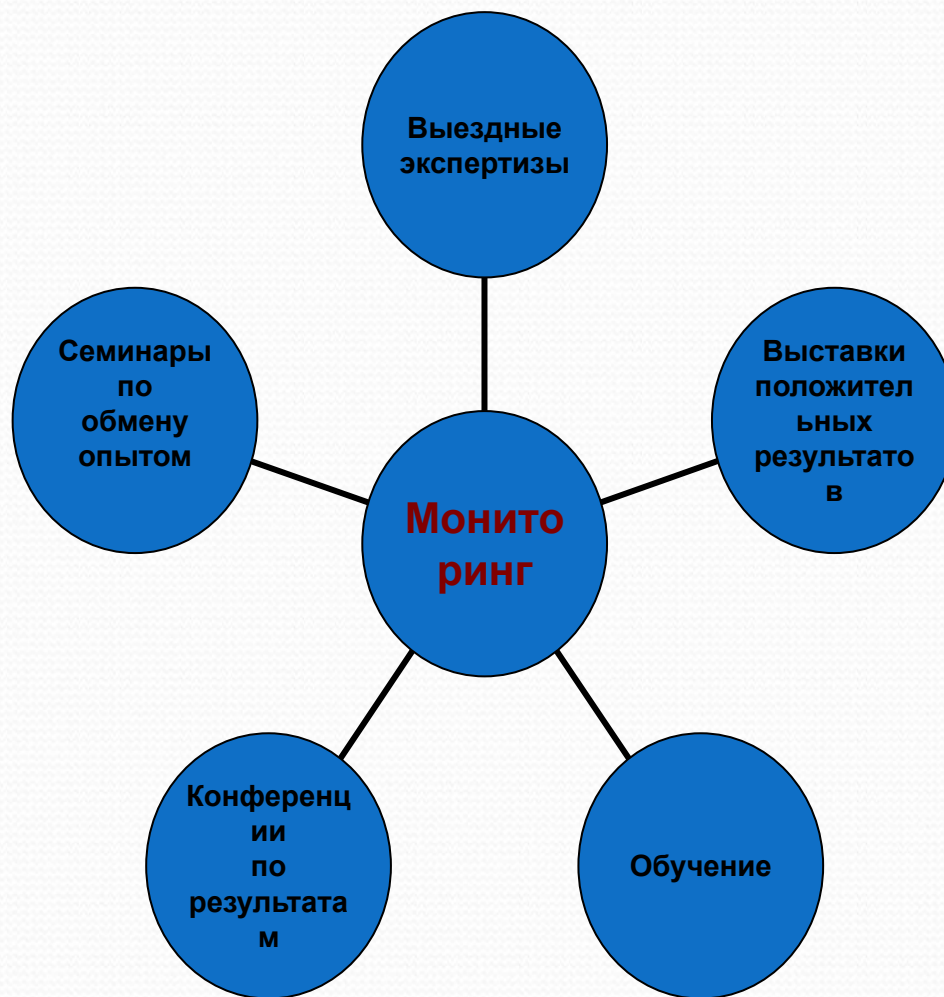 Выездные
экспертизы
Семинары
по
обмену
опытом
Выставки
положител
ьных
результато
в
Монито
ринг
Конференц
ии
по
результата
м
Обучение